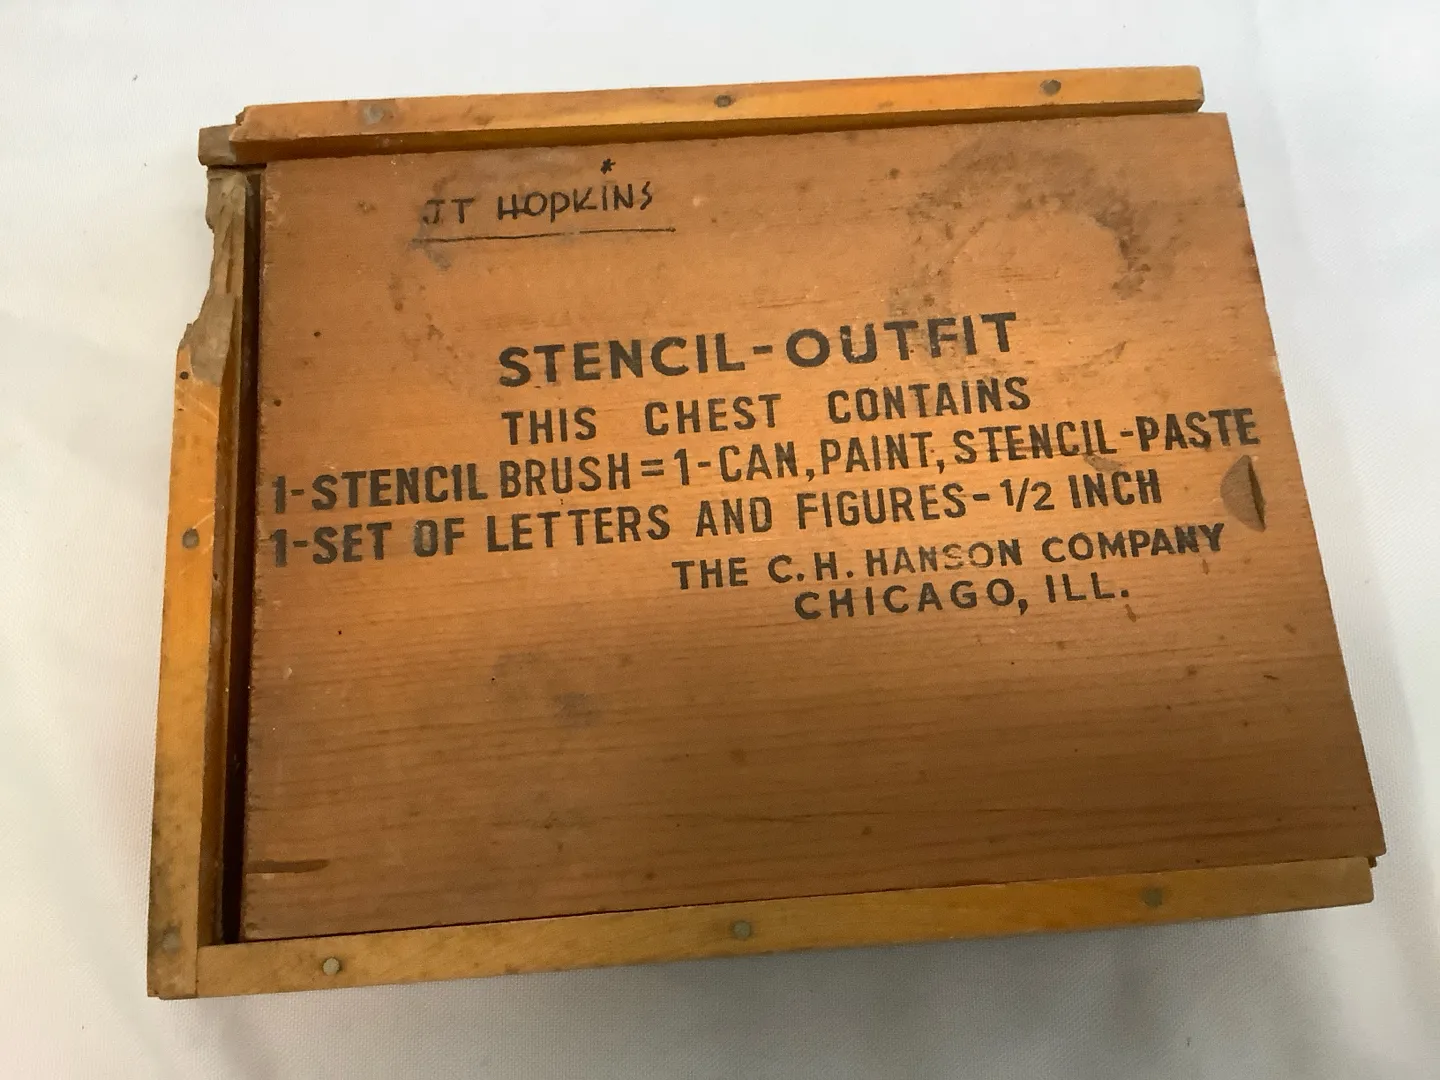 JT HOPKINS
STENCIL-OUTFIT
THIS CHEST CONTAINS
1-STENCIL BRUSH=1-CAN, PAINT, STENCIL-PASTE
1-SET OF LETTERS AND FIGURES-1/2 INCH
THE C.H. HANSON COMPANY
CHICAGO, ILL.